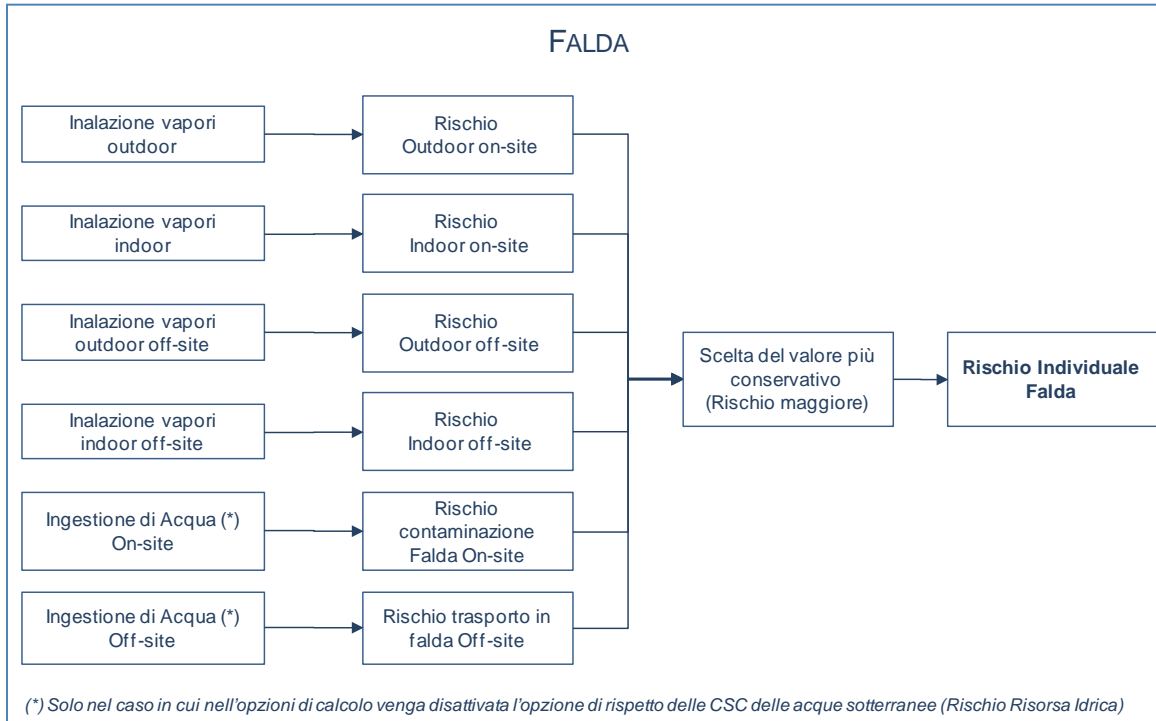 FALDA
Inalazione vapori
outdoor
Rischio
Outdoor on-site
Inalazione vapori
indoor
Rischio
Indoor on-site
Inalazione vapori
outdoor off-site
Rischio
Outdoor off-site
Scelta del valore più
conservativo
(Rischio maggiore)
Rischio Individuale
Falda
Inalazione vapori
indoor off-site
Rischio
Indoor off-site
Ingestione di Acqua (*)
On-site
Rischio
contaminazione
Falda On-site
Ingestione di Acqua (*)
Off-site
Rischio trasporto in
falda Off-site
(*) Solo nel caso in cui nell'opzioni di calcolo venga disattivata l'opzione di rispetto delle CSC delle acque sotterranee (Rischio Risorsa Idrica)